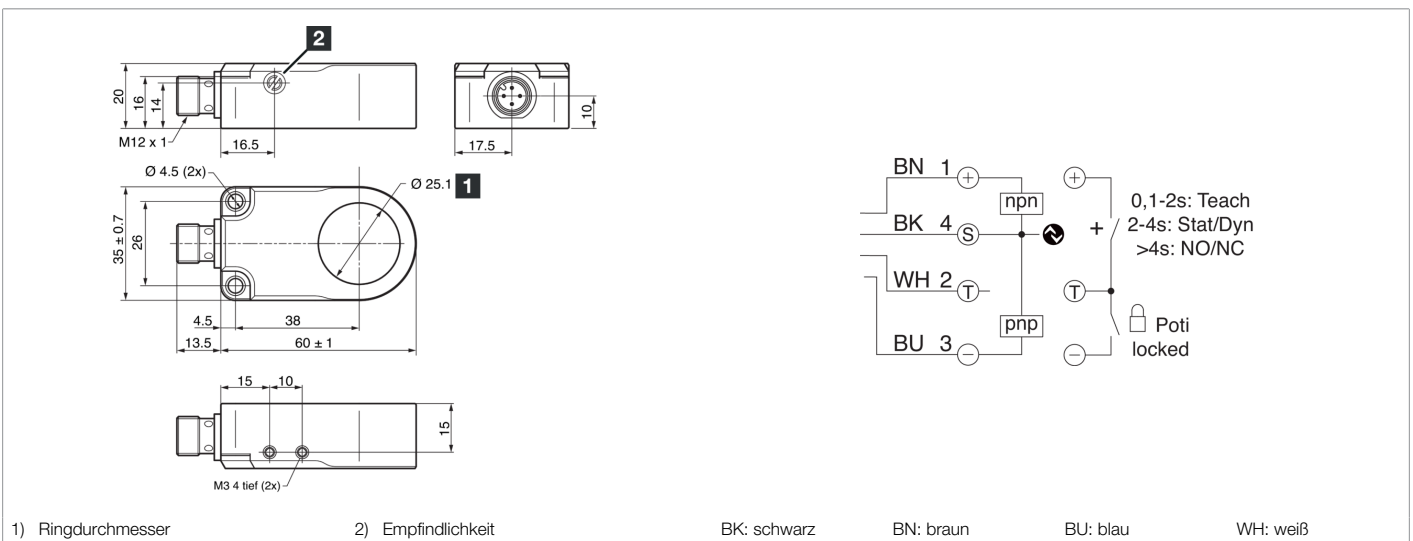 2
20
16
14
M12 x 1
16.5
17.5
10
Ø 4.5 (2x)
Ø 25.1 1
35 ± 0.7
26
4.5
38
13.5
60 ± 1
15
10
15
M3 4 tief (2x)
BN 1
+
npn
+
0,1-2s: Teach
BK 4
S
+
2-4s: Stat/Dyn
>4s: NO/NC
WH 2
T
T
pnp
Poti
BU 3
-
-
locked
1) Ringdurchmesser
2) Empfindlichkeit
BK: schwarz
BN: braun
BU: blau
WH: weiß